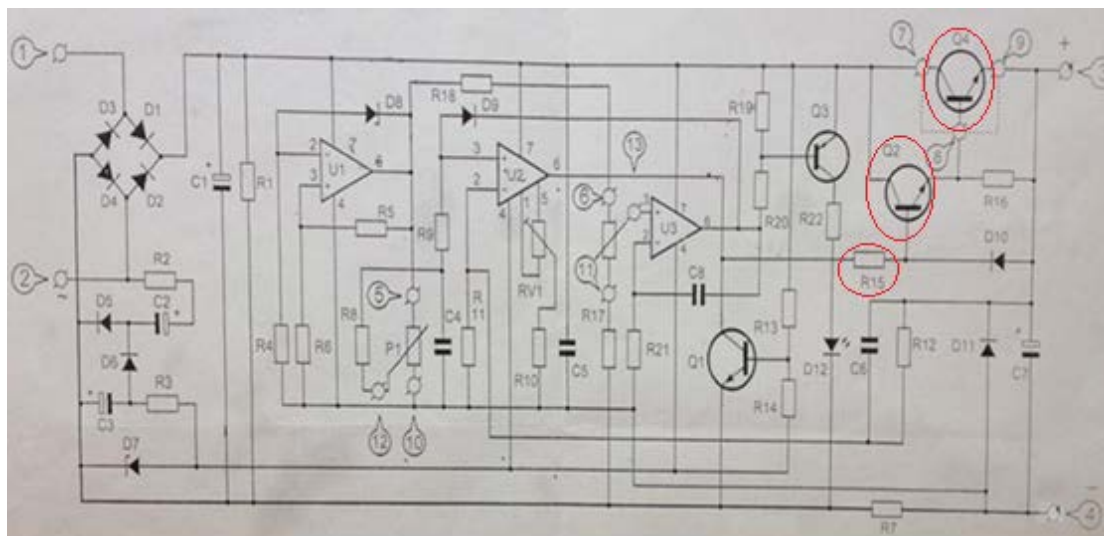 1
7
Q4
9
+
3
D3
D1
D4
D2
C1
+
R1
R18
D8
D9
R19
Q3
Q2
8
2
3
7
6
4
U1
3
2
7
6
4
1
5
U2
13
6
3
2
7
6
4
U3
R5
R9
R20
R22
R16
D10
R15
2
~
R2
D5
C2
+
D6
R3
C3
+
D7
R4
R6
R8
5
P1
C4
R
11
RV1
R10
C5
11
R17
R21
C8
R13
Q1
R14
D12
C6
R12
D11
+
C7
12
10
R7
-
4